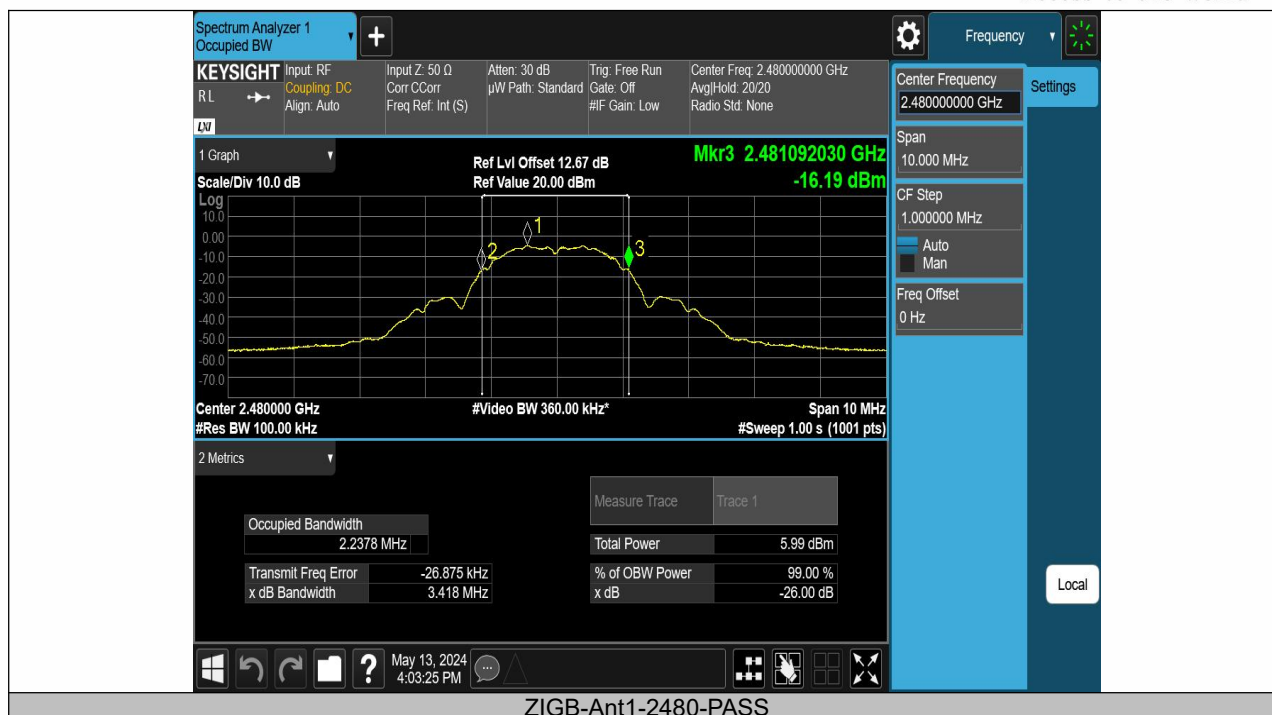 Spectrum Analyzer 1
Occupied BW
+
Frequency
KEYSIGHT
RL
LXI
Input: RF
Coupling: DC
Align: Auto
Input Z: 50 Ω
Corr CCorr
Freq Ref: Int (S)
Atten: 30 dB
µW Path: Standard
Trig: Free Run
Gate: Off
#IF Gain: Low
Center Freq: 2.480000000 GHz
Avg|Hold: 20/20
Radio Std: None
Center Frequency
2.480000000 GHz
Settings
Span
10.000 MHz
CF Step
1.000000 MHz
Auto
Man
Freq Offset
0 Hz
Local
1 Graph
Scale/Div 10.0 dB
Ref Lvl Offset 12.67 dB
Ref Value 20.00 dBm
Mkr3 2.481092030 GHz
-16.19 dBm
Log
10.0
0.00
-10.0
-20.0
-30.0
-40.0
-50.0
-60.0
-70.0
1
2
3
Center 2.480000 GHz
#Video BW 360.00 kHz*
Span 10 MHz
#Res BW 100.00 kHz
#Sweep 1.00 s (1001 pts)
2 Metrics
Measure Trace
Trace 1
Occupied Bandwidth
2.2378 MHz
Total Power 5.99 dBm
Transmit Freq Error -26.875 kHz
% of OBW Power 99.00 %
x dB Bandwidth 3.418 MHz
x dB -26.00 dB
?
May 13, 2024
4:03:25 PM
ZIGB-Ant1-2480-PASS